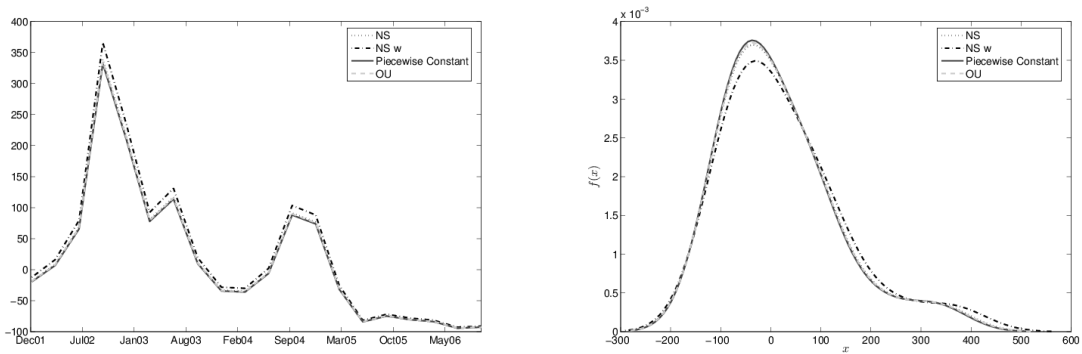 400
350
300
250
200
150
100
50
0
−50
−100
Dec01 Jul02 Jan03 Aug03 Feb04 Sep04 Mar05 Oct05 May06
NS
NS w
Piecewise Constant
OU
x 10⁻³
4
3.5
3
2.5
2
1.5
1
0.5
0
f(x)
−300 −200 −100 0 100 200 300 400 500 600
x
NS
NS w
Piecewise Constant
OU